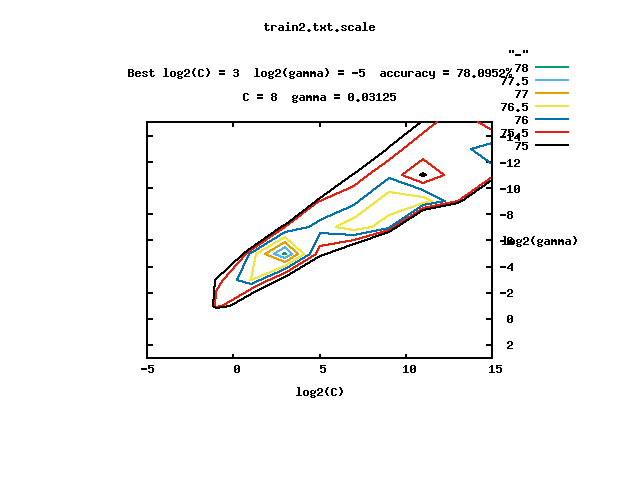 train2.txt.scale
"-"
78
Best log2(C) = 3  log2(gamma) = -5  accuracy = 78.0952%
77.5
77
C = 8  gamma = 0.03125
76.5
76
75.5
-14
75
-12
-10
-8
log2(gamma)
-6
-4
-2
0
2
-5 0 5 10 15
log2(C)